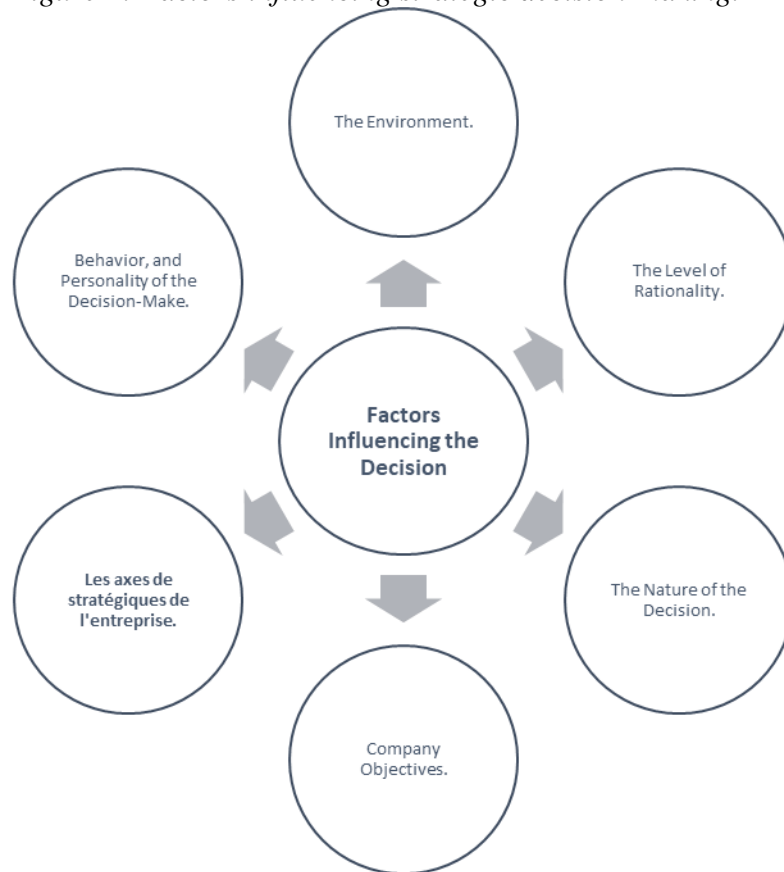 The Environment.
Behavior, and
Personality of the
Decision-Make.
The Level of
Rationality.
Factors
Influencing the
Decision
Les axes de
stratégiques de
l'entreprise.
The Nature of the
Decision.
Company
Objectives.